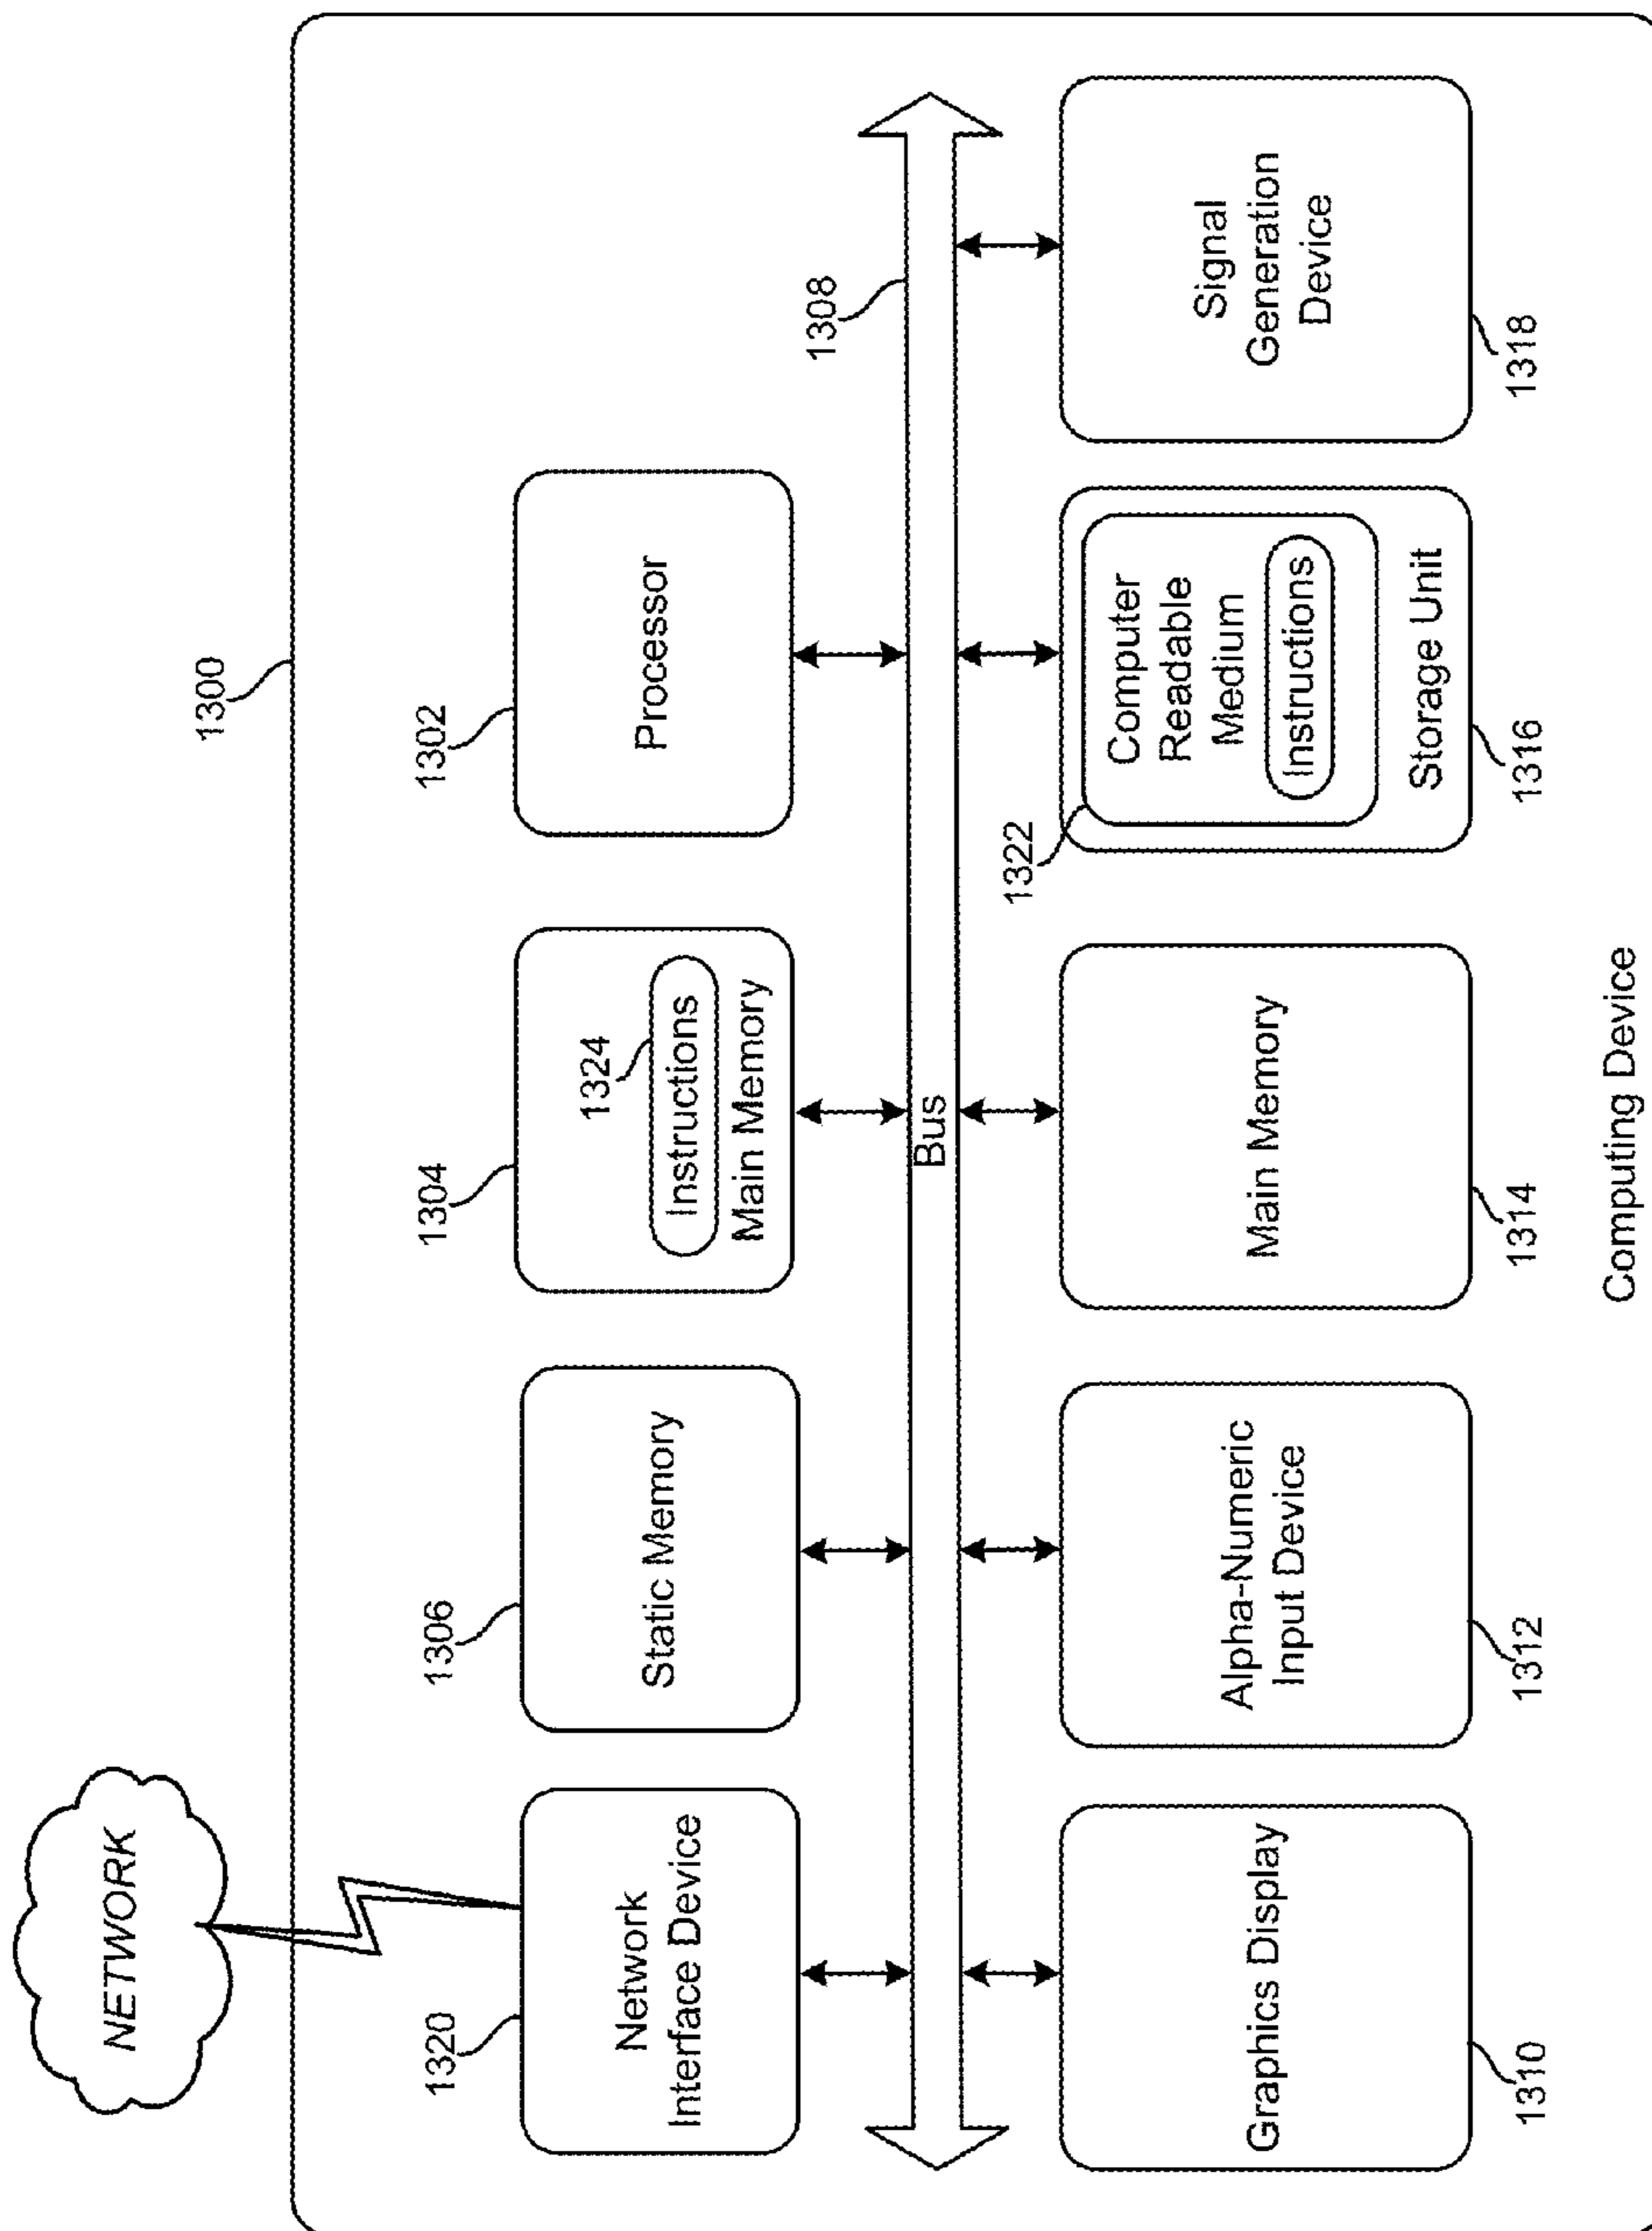 NETWORK
1300
1320
Network
Interface Device
1306
Static Memory
1304
1324
Instructions
Main Memory
1302
Processor
Bus
1308
Graphics Display
1310
Alpha-Numeric
Input Device
1312
Main Memory
1314
1322
Computer
Readable
Medium
Instructions
Storage Unit
1316
Signal
Generation
Device
1318
Computing Device